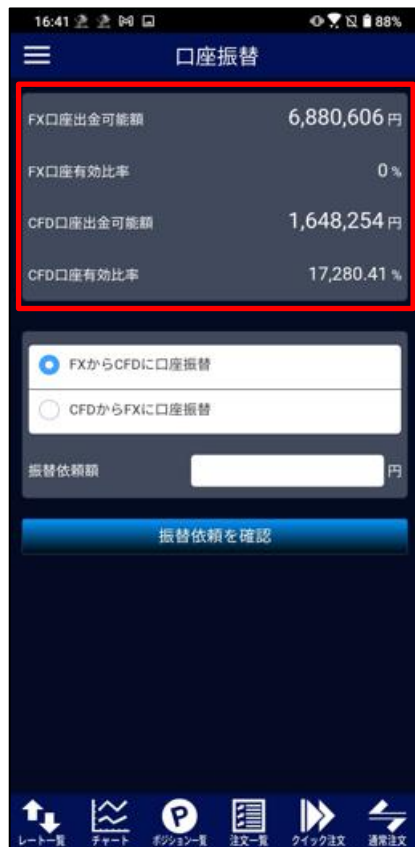 16:41
88%
口座振替
FX口座出金可能額 6,880,606 円
FX口座有効比率 0 %
CFD口座出金可能額 1,648,254 円
CFD口座有効比率 17,280.41 %
FXからCFDに口座振替
CFDからFXに口座振替
振替依頼額 円
振替依頼を確認
レート一覧 チャート ポジション一覧 注文一覧 クイック注文 通常注文